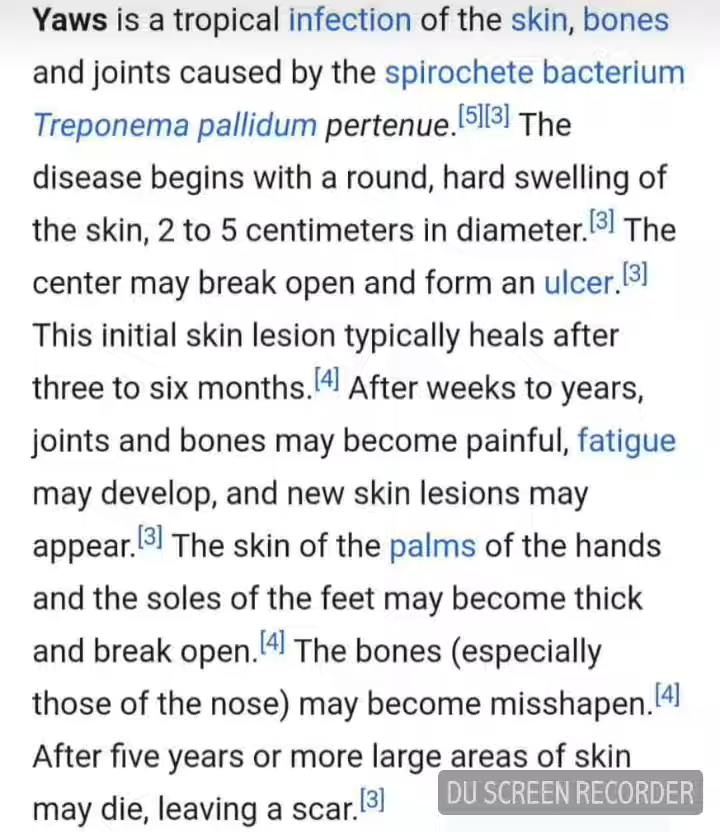 Yaws is a tropical infection of the skin, bones
and joints caused by the spirochete bacterium
Treponema pallidum pertenue.[5][3] The
disease begins with a round, hard swelling of
the skin, 2 to 5 centimeters in diameter.[3] The
center may break open and form an ulcer.[3]
This initial skin lesion typically heals after
three to six months.[4] After weeks to years,
joints and bones may become painful, fatigue
may develop, and new skin lesions may
appear.[3] The skin of the palms of the hands
and the soles of the feet may become thick
and break open.[4] The bones (especially
those of the nose) may become misshapen.[4]
After five years or more large areas of skin
may die, leaving a scar.[3]
DU SCREEN RECORDER